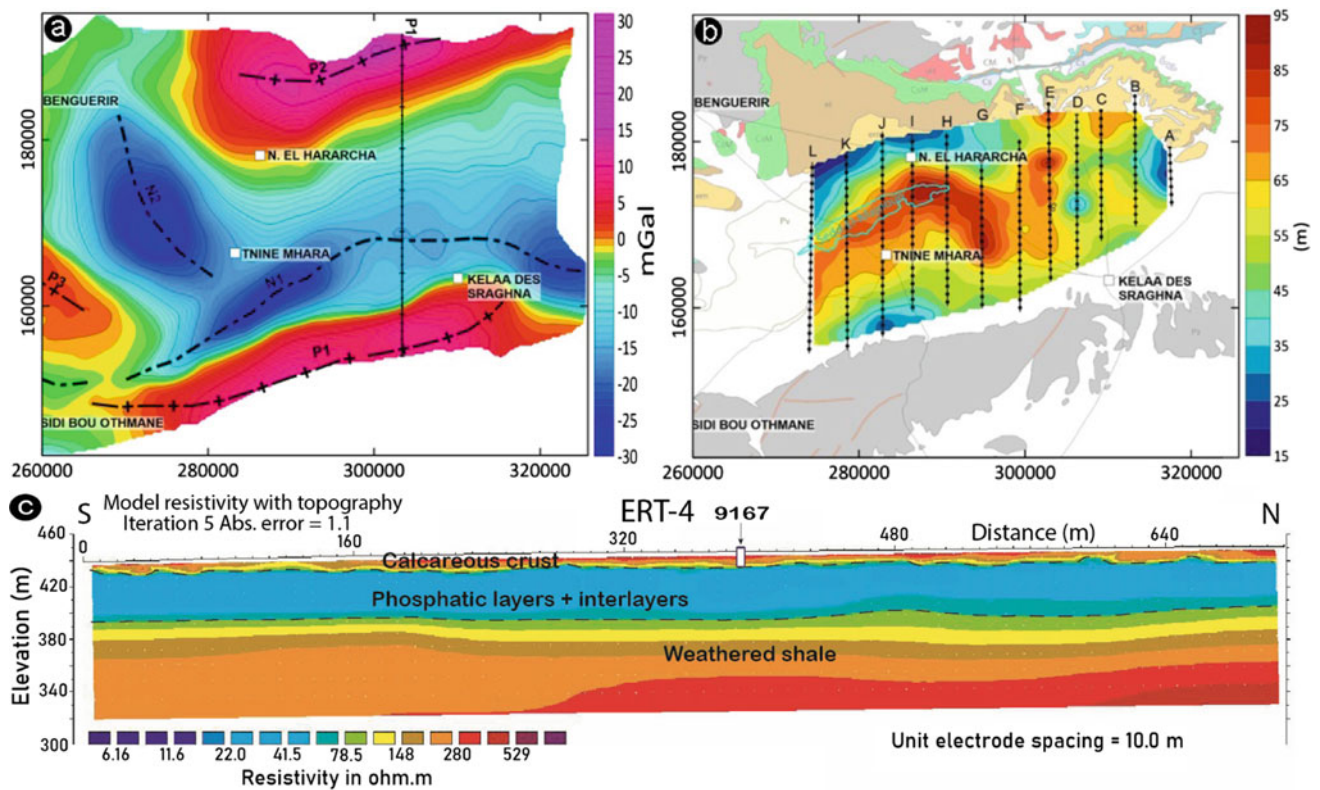 a
BENGUERIR
P2
P1
N. EL HARARCHA
N2
TNINE MHARA
N1
P3
KELAA DES
SRAGHNA
P1
SIDI BOU OTHMANE
180000
160000
260000 280000 300000 320000
30
25
20
15
10
5
0
-5
-10
-15
-20
-25
-30
mGal
b
BENGUERIR
L K J I H G F E D C B A
N. EL HARARCHA
TNINE MHARA
KELAA DES
SRAGHNA
SIDI BOU OTHMANE
180000
160000
260000 280000 300000 320000
95
85
75
65
55
45
35
25
15
(m)
c
S Model resistivity with topography
Iteration 5 Abs. error = 1.1
ERT-4 9167
Distance (m) N
0 160 320 480 640
460
420
380
340
300
Elevation (m)
Calcareous crust
Phosphatic layers + interlayers
Weathered shale
6.16 11.6 22.0 41.5 78.5 148 280 529
Resistivity in ohm.m
Unit electrode spacing = 10.0 m